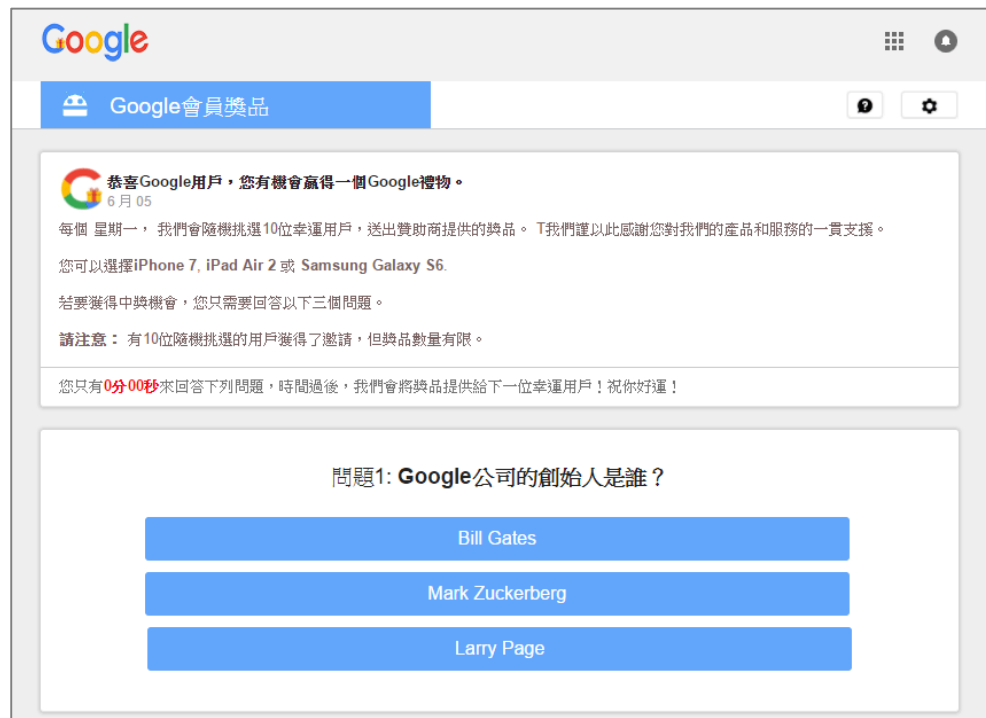 Google
Google會員獎品
恭喜Google用戶，您有機會贏得一個Google禮物。
6 月 05
每個 星期一， 我們會隨機挑選10位幸運用戶，送出贊助商提供的獎品。 T我們謹以此感謝您對我們的產品和服務的一貫支援。
您可以選擇iPhone 7, iPad Air 2 或 Samsung Galaxy S6.
若要獲得中獎機會，您只需要回答以下三個問題。
請注意： 有10位隨機挑選的用戶獲得了邀請，但獎品數量有限。
您只有0分00秒來回答下列問題，時間過後，我們會將獎品提供給下一位幸運用戶！祝你好運！
問題1: Google公司的創始人是誰？
Bill Gates
Mark Zuckerberg
Larry Page